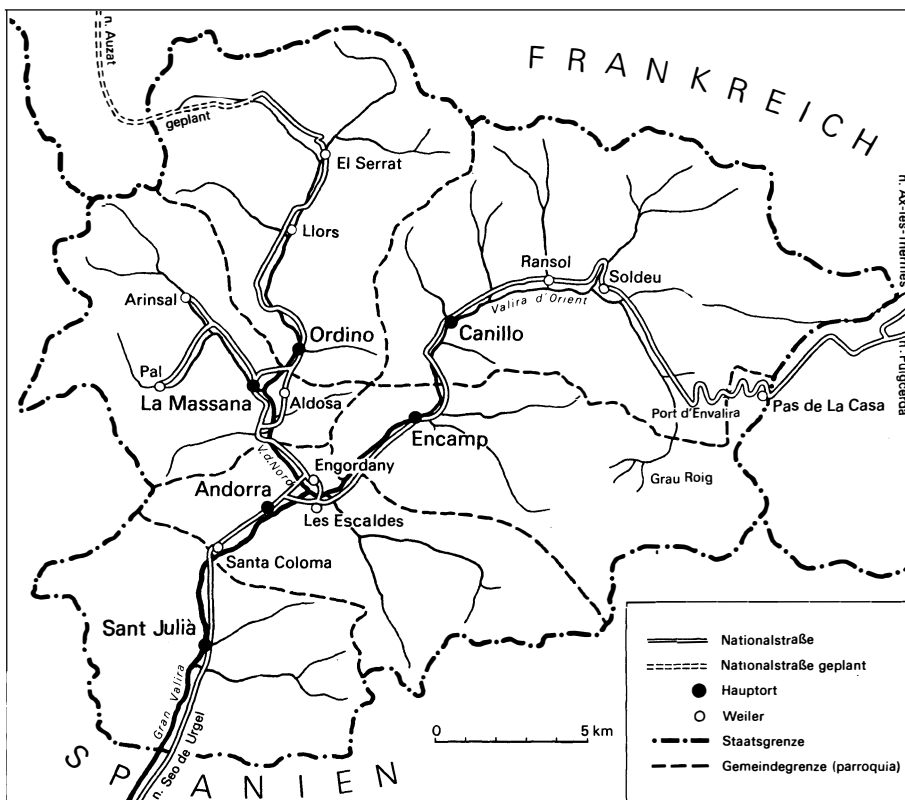 FRANKREICH
n. Auzat
geplant
El Serrat
Llors
n. Ax-les-Thermes
Ransol
Soldeu
Arinsal
Valira d'Orient
Ordino
Canillo
n. Puigcerda
Pal
La Massana
Aldosa
Port d'Envalira
Pas de La Casa
Encamp
V.d.Nord
Engordany
Grau Roig
Andorra
Les Escaldes
Santa Coloma
Sant Julià
Gran Valira
n. Seo de Urgel
SPANIEN
0 5 km
Nationalstraße
Nationalstraße geplant
Hauptort
Weiler
Staatsgrenze
Gemeindegrenze (parroquia)